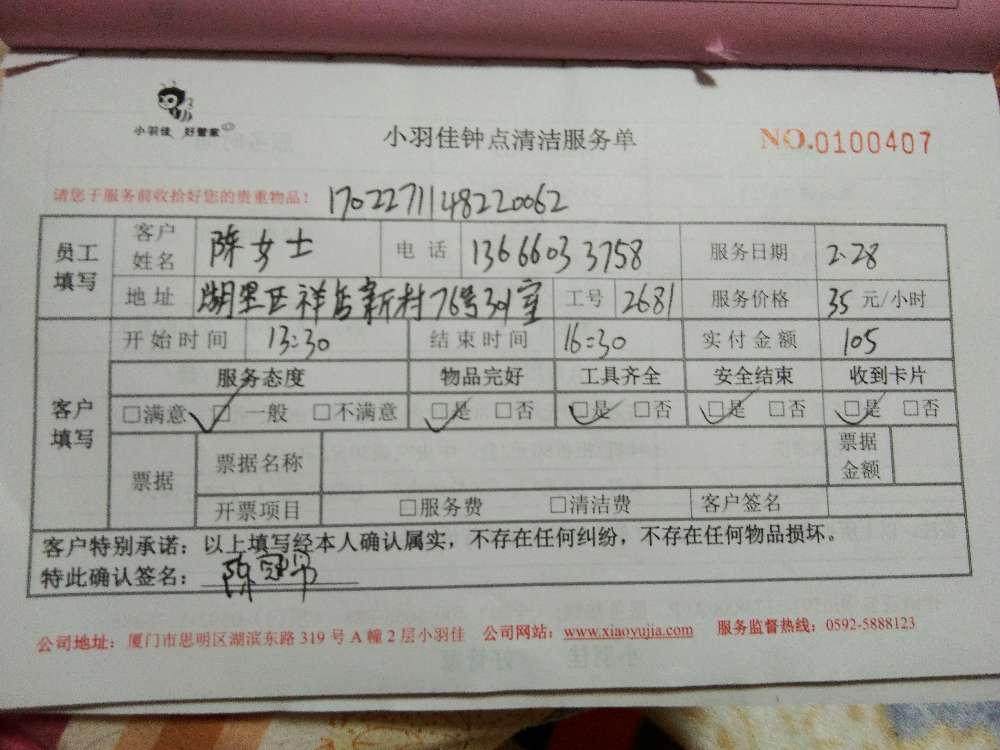 小羽佳 好管家
小羽佳钟点清洁服务单
NO.0100407
请您于服务前收拾好您的贵重物品！ 1702271148220062
员工填写 客户姓名 陈女士 电话 13666033758 服务日期 2.28
地址 湖里区祥店新村76号301室 工号 2681 服务价格 35 元/小时
客户填写 开始时间 13:30 结束时间 16:30 实付金额 105
服务态度 物品完好 工具齐全 安全结束 收到卡片
□满意 □一般 □不满意 □是 □否 □是 □否 □是 □否 □是 □否
票据 票据名称 票据金额
开票项目 □服务费 □清洁费 客户签名
客户特别承诺：以上填写经本人确认属实，不存在任何纠纷，不存在任何物品损坏。
特此确认签名：陈
公司地址：厦门市思明区湖滨东路 319 号 A 幢 2 层小羽佳 公司网站：www.xiaoyujia.com 服务监督热线：0592-5888123